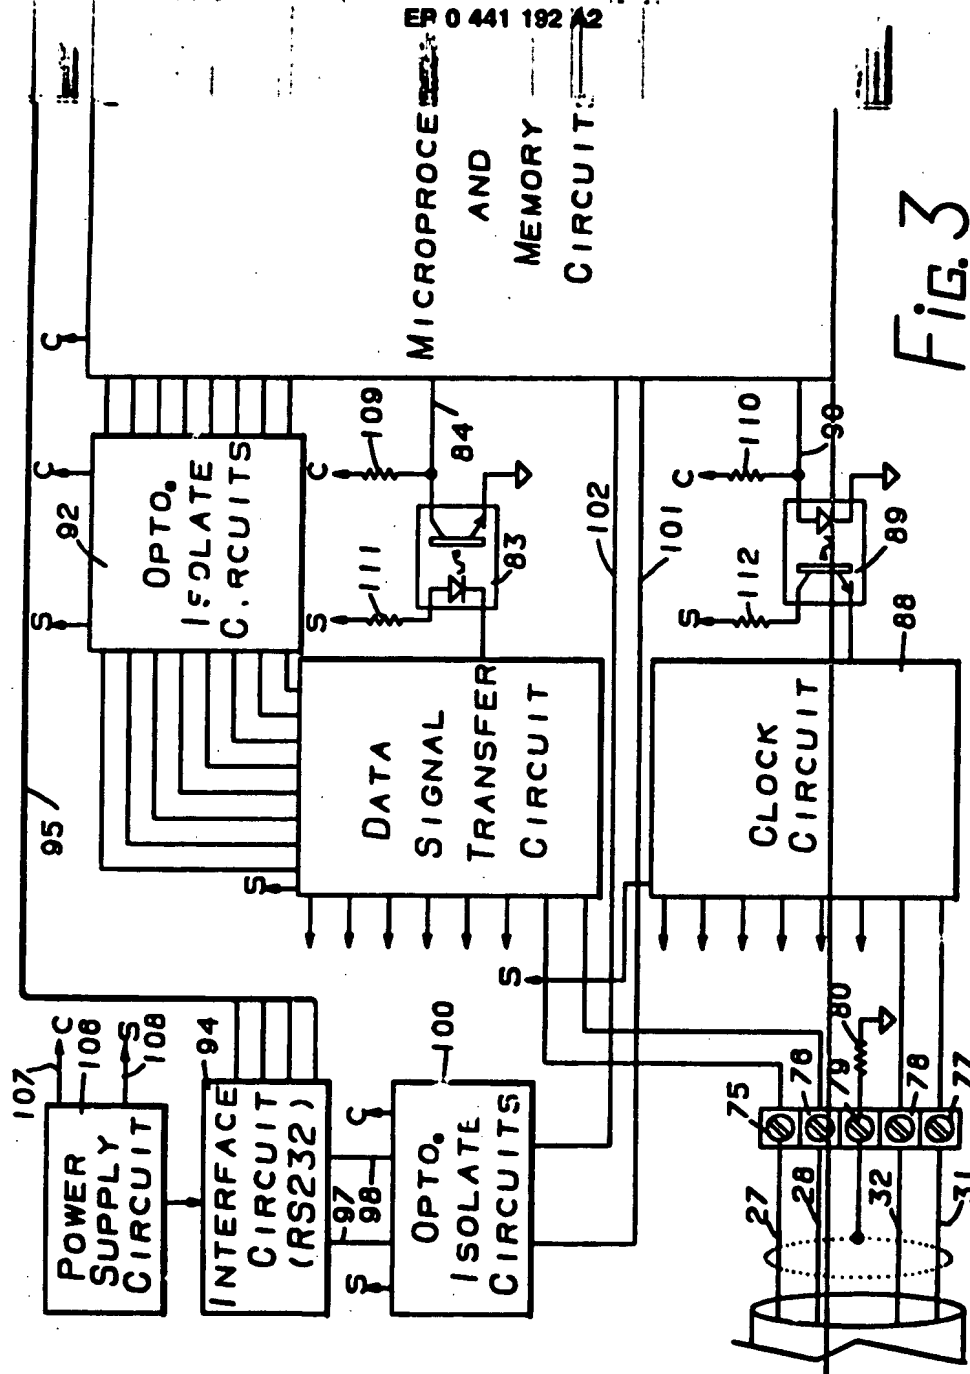 EP 0 441 192 A2
MICROPROCE
AND
MEMORY
CIRCUIT
FIG. 3
C
C
S
92
OPTO.
ISOLATE
CIRCUITS
C
109
84
S
111
83
102
101
C
110
90
S
112
89
88
95
S
DATA
SIGNAL
TRANSFER
CIRCUIT
CLOCK
CIRCUIT
S
107
C
108
S
108
POWER
SUPPLY
CIRCUIT
94
INTERFACE
CIRCUIT
(RS232)
97
98
C
S
100
OPTO.
ISOLATE
CIRCUITS
80
75
76
79
78
77
27
28
32
31